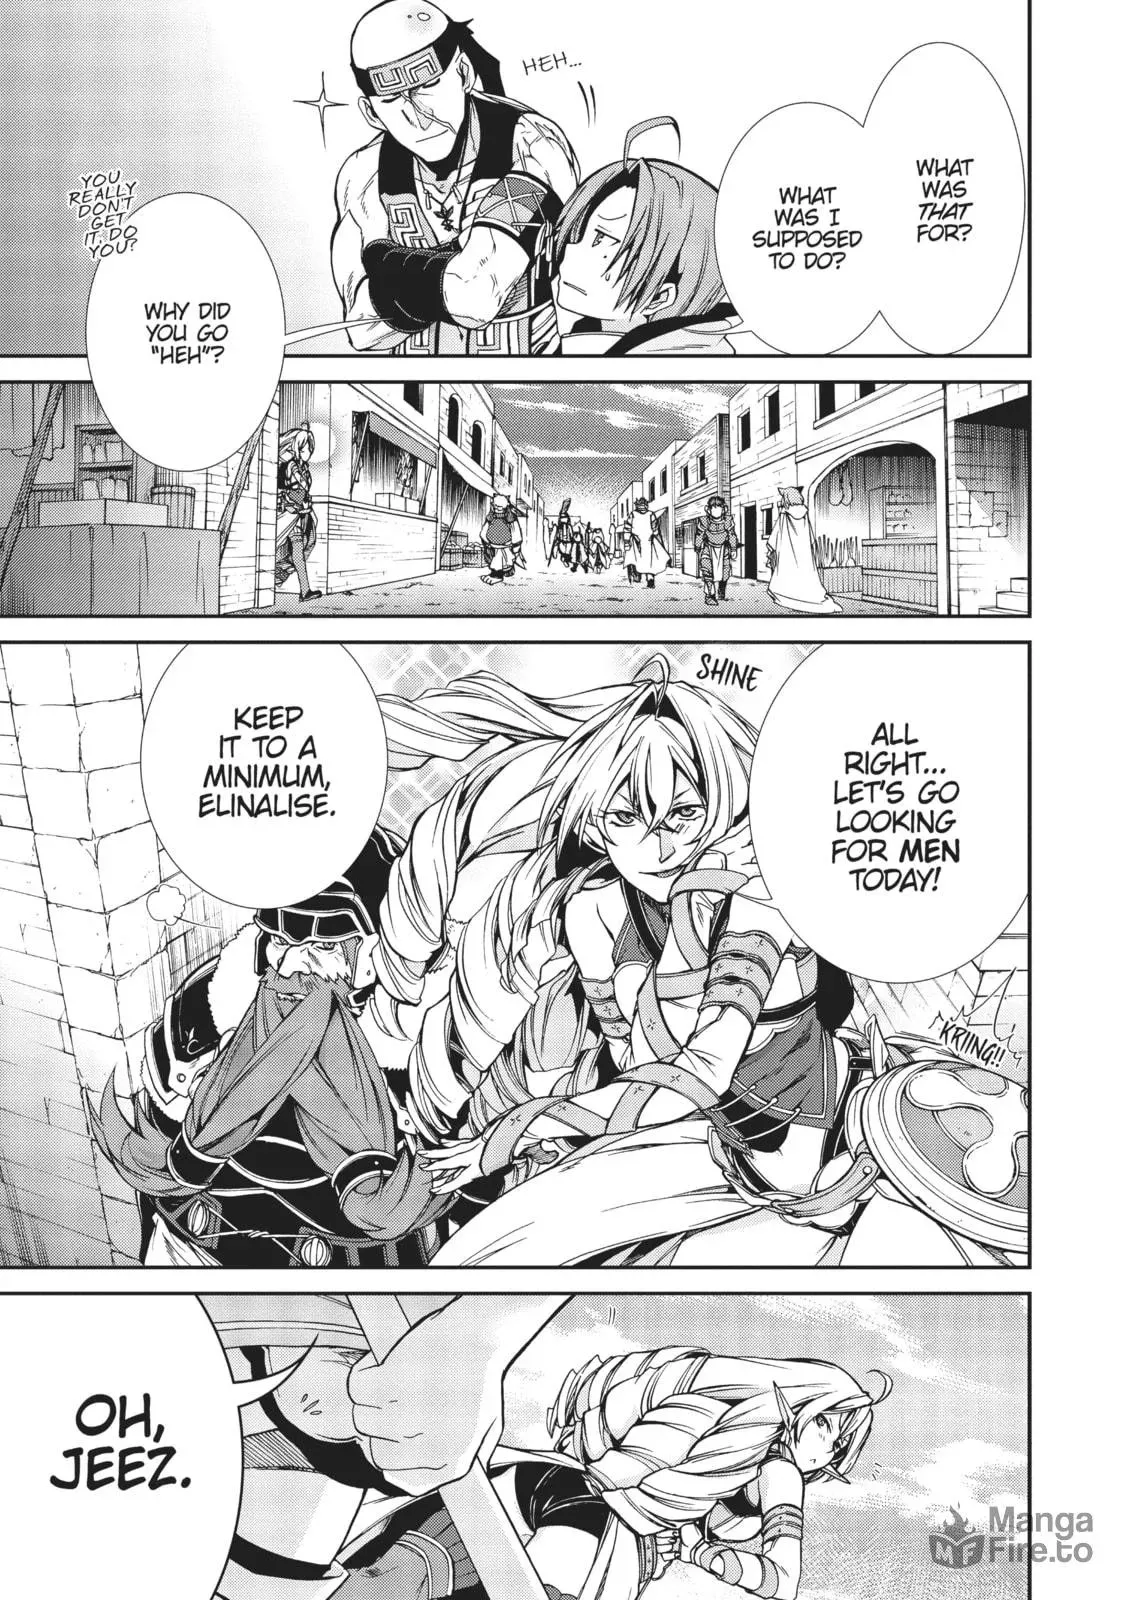 WHAT
WAS
THAT
FOR?
WHAT
WAS I
SUPPOSED
TO DO?
HEH...
WHY DID
YOU GO
"HEH"?
YOU
REALLY
DON'T
GET
IT, DO
YOU?
SHINE
ALL
RIGHT...
LET'S GO
LOOKING
FOR MEN
TODAY!
KEEP
IT TO A
MINIMUM,
ELINALISE.
KRIING!!
OH,
JEEZ.
MF
Manga
Fire.to